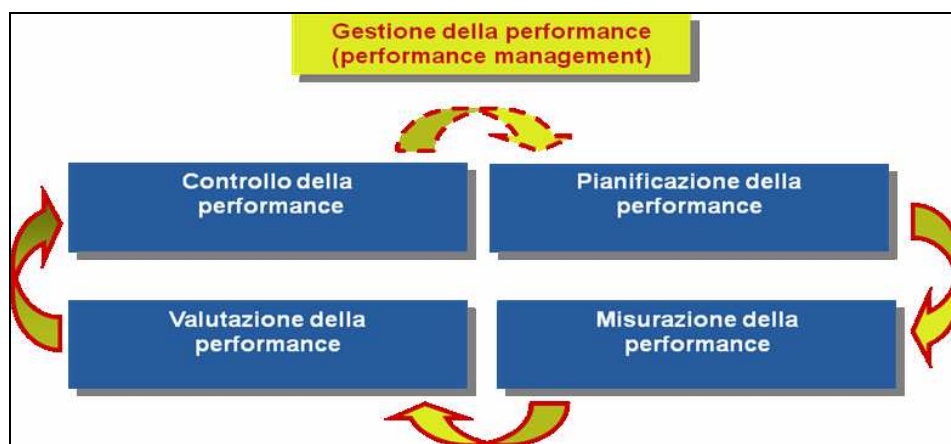 Gestione della performance
(performance management)
Controllo della
performance
Pianificazione della
performance
Valutazione della
performance
Misurazione della
performance